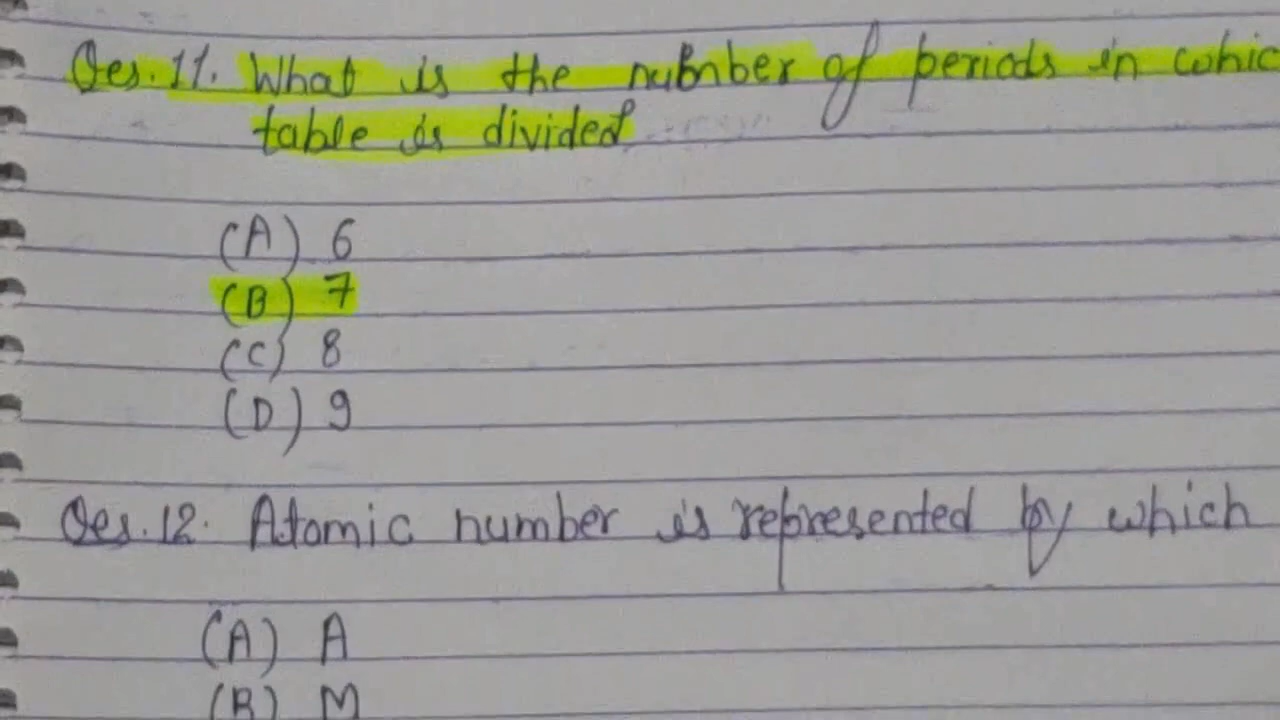 Qes. 11. What is the number of periods in whic
table is divided
(A) 6
(B) 7
(C) 8
(D) 9
Qes. 12. Atomic number is represented by which
(A) A
(B) M